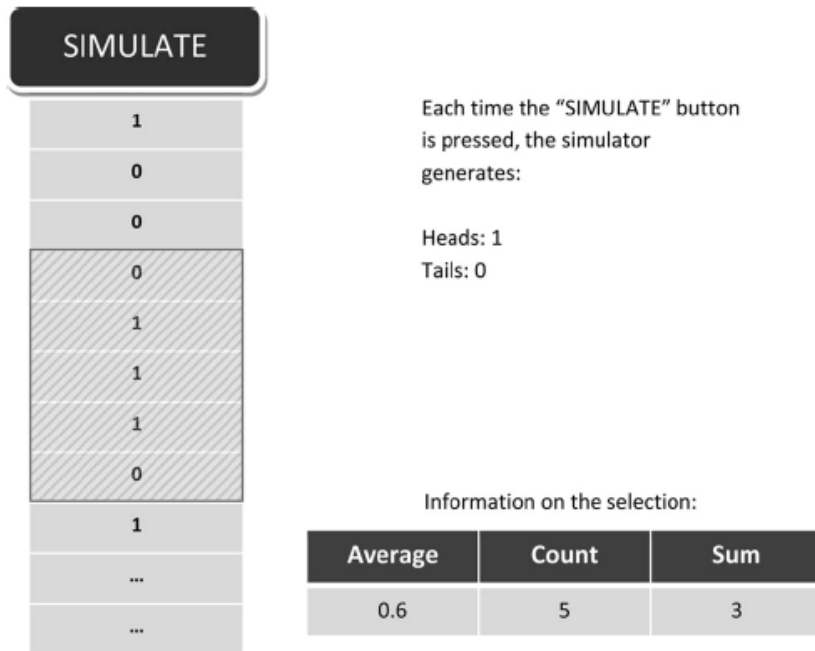 SIMULATE
1
0
0
0
1
1
1
0
1
...
...
Each time the “SIMULATE” button
is pressed, the simulator
generates:
Heads: 1
Tails: 0
Information on the selection:
Average Count Sum
0.6 5 3